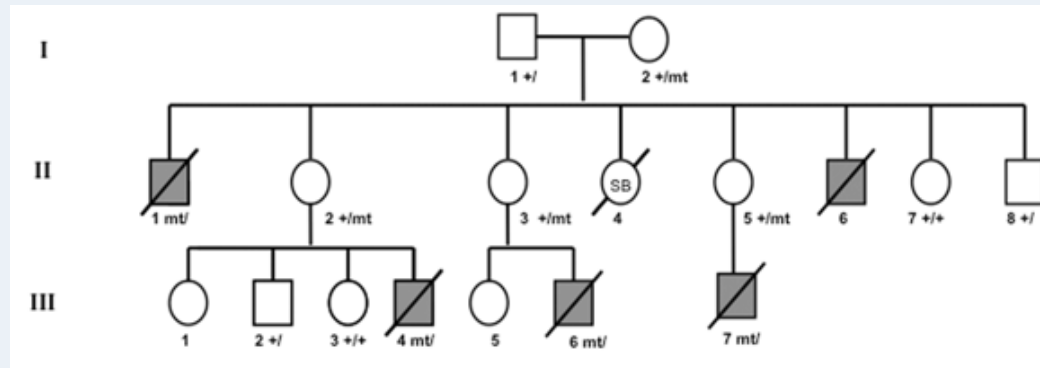 I
1 +/ 2 +/mt
II
SB
1 mt/ 2 +/mt 3 +/mt 4 5 +/mt 6 7 +/+ 8 +/
III
1 2 +/ 3 +/+ 4 mt/ 5 6 mt/ 7 mt/